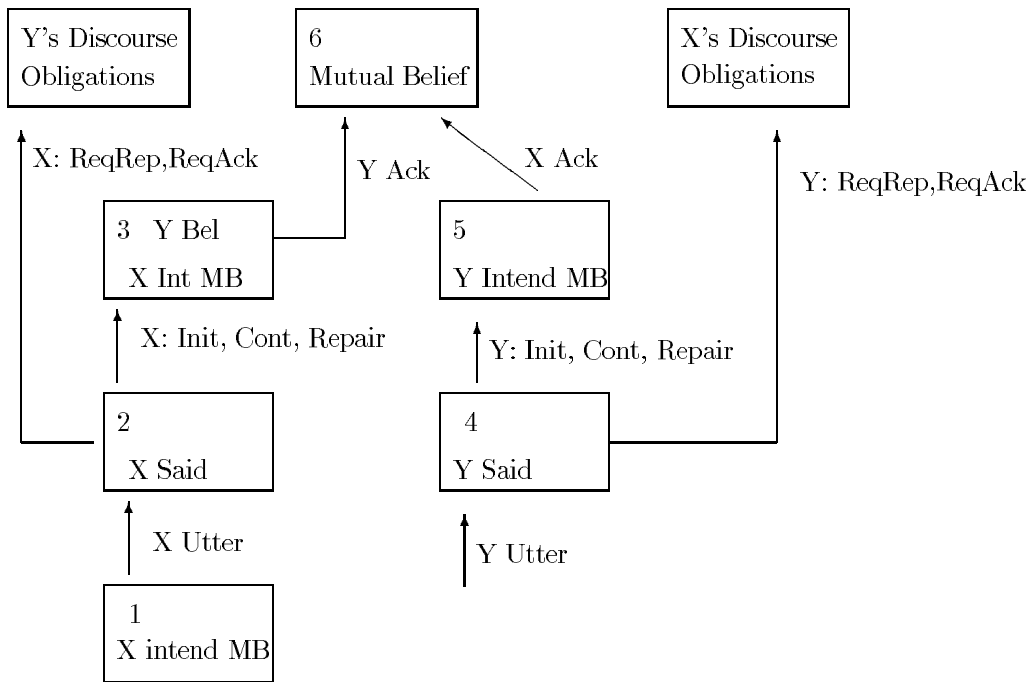 Y's Discourse
Obligations
6
Mutual Belief
X's Discourse
Obligations
X: ReqRep,ReqAck
Y Ack
X Ack
Y: ReqRep,ReqAck
3 Y Bel
X Int MB
5
Y Intend MB
X: Init, Cont, Repair
Y: Init, Cont, Repair
2
X Said
4
Y Said
X Utter
Y Utter
1
X intend MB